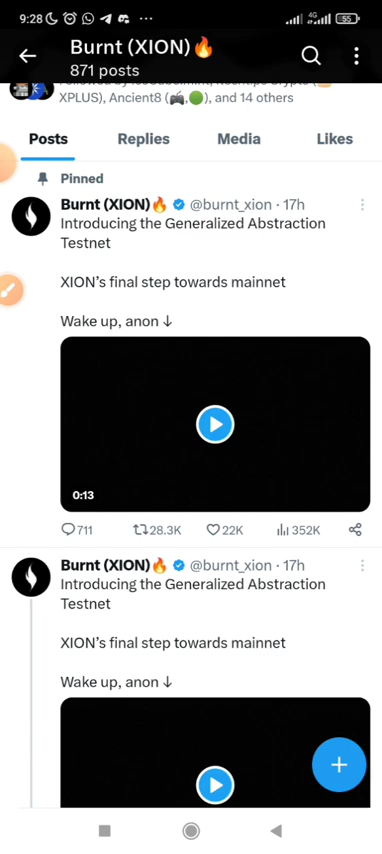 9:28
4G
55
Burnt (XION)🔥
871 posts
XPLUS), Ancient8 (🎮,🟢), and 14 others
Posts Replies Media Likes
Pinned
Burnt (XION)🔥 @burnt_xion · 17h
Introducing the Generalized Abstraction
Testnet
XION's final step towards mainnet
Wake up, anon ↓
0:13
711 28.3K 22K 352K
Burnt (XION)🔥 @burnt_xion · 17h
Introducing the Generalized Abstraction
Testnet
XION's final step towards mainnet
Wake up, anon ↓